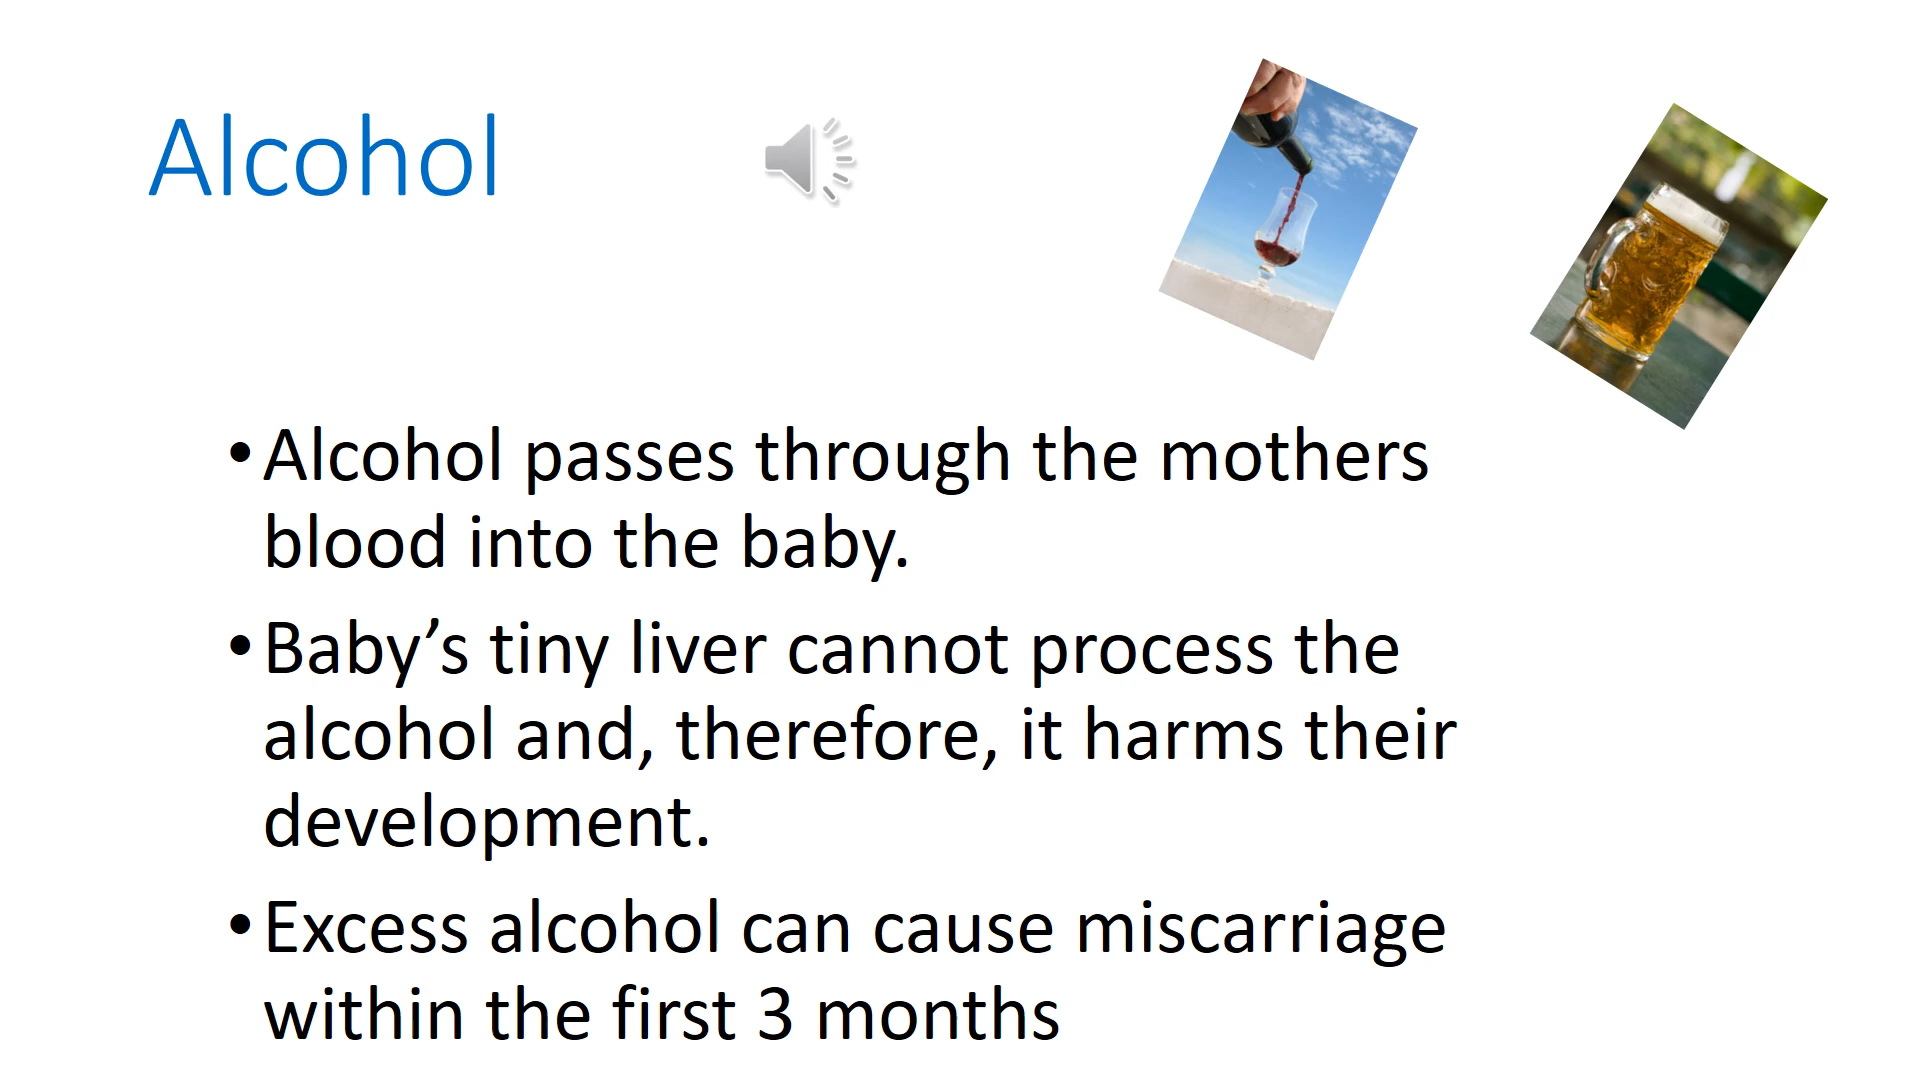 Alcohol
•Alcohol passes through the mothers
blood into the baby.
•Baby’s tiny liver cannot process the
alcohol and, therefore, it harms their
development.
•Excess alcohol can cause miscarriage
within the first 3 months